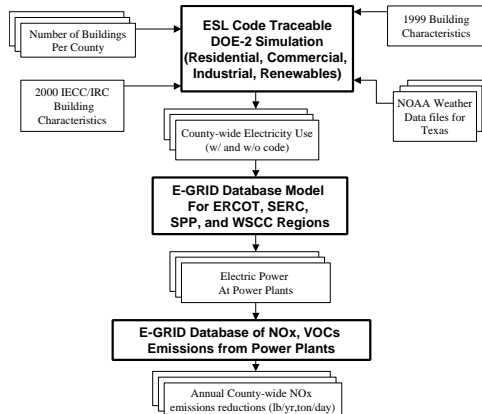 Number of Buildings
Per County
ESL Code Traceable
DOE-2 Simulation
(Residential, Commercial,
Industrial, Renewables)
1999 Building
Characteristics
2000 IECC/IRC
Building
Characteristics
NOAA Weather
Data files for
Texas
County-wide Electricity Use
(w/ and w/o code)
E-GRID Database Model
For ERCOT, SERC,
SPP, and WSCC Regions
Electric Power
At Power Plants
E-GRID Database of NOx, VOCs
Emissions from Power Plants
Annual County-wide NOx
emissions reductions (lb/yr,ton/day)